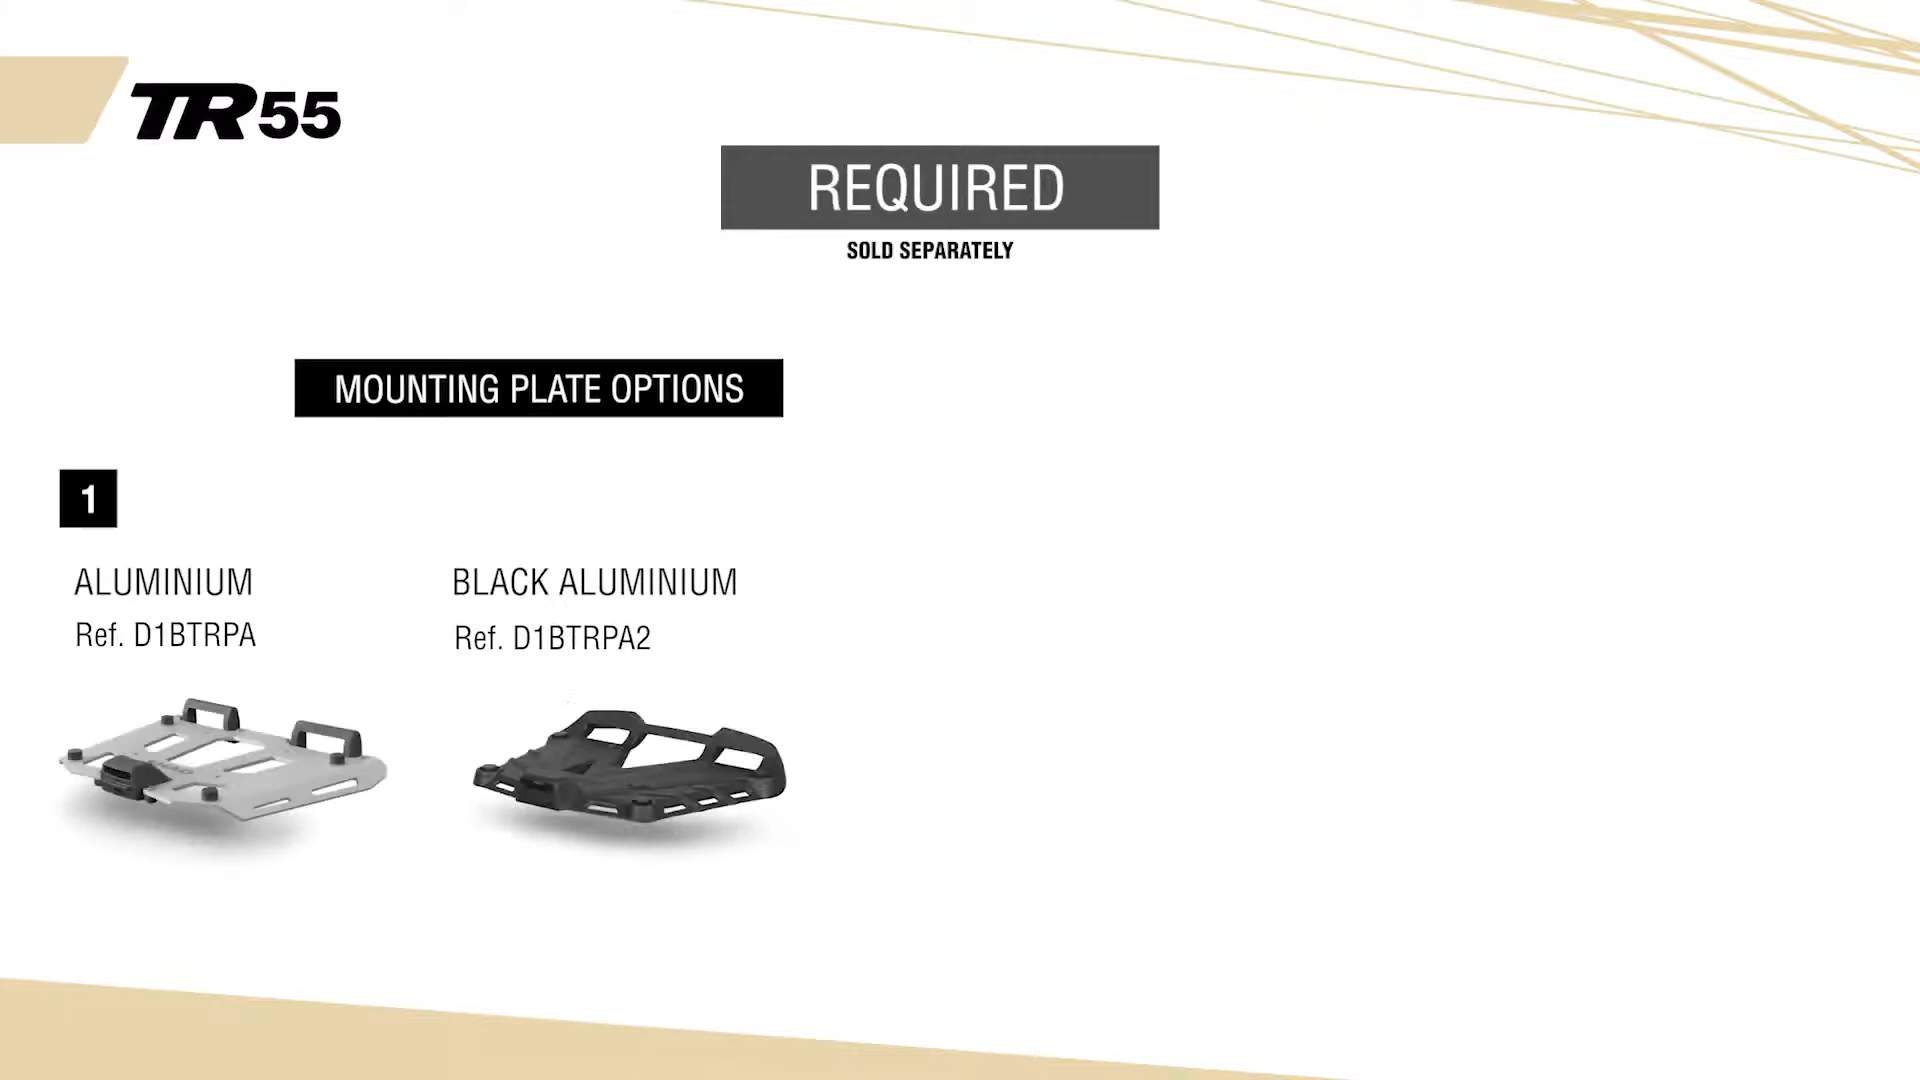 TR55
REQUIRED
SOLD SEPARATELY
MOUNTING PLATE OPTIONS
1
ALUMINIUM
Ref. D1BTRPA
BLACK ALUMINIUM
Ref. D1BTRPA2